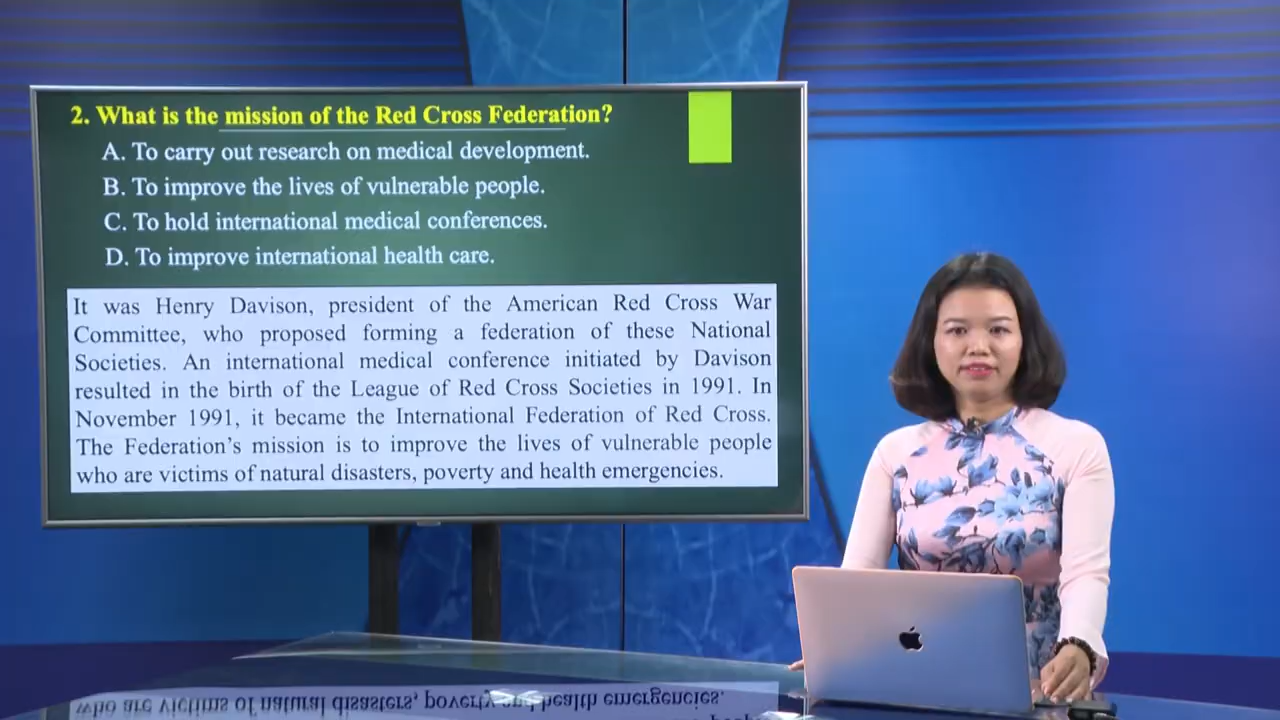 2. What is the mission of the Red Cross Federation?
A. To carry out research on medical development.
B. To improve the lives of vulnerable people.
C. To hold international medical conferences.
D. To improve international health care.
It was Henry Davison, president of the American Red Cross War
Committee, who proposed forming a federation of these National
Societies. An international medical conference initiated by Davison
resulted in the birth of the League of Red Cross Societies in 1991. In
November 1991, it became the International Federation of Red Cross.
The Federation's mission is to improve the lives of vulnerable people
who are victims of natural disasters, poverty and health emergencies.